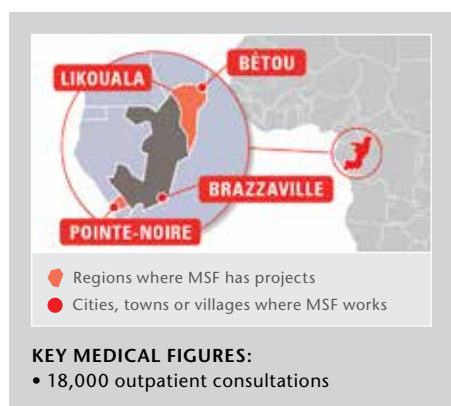 BÉTOU
LIKOUALA
BRAZZAVILLE
POINTE-NOIRE
Regions where MSF has projects
Cities, towns or villages where MSF works
KEY MEDICAL FIGURES:
• 18,000 outpatient consultations